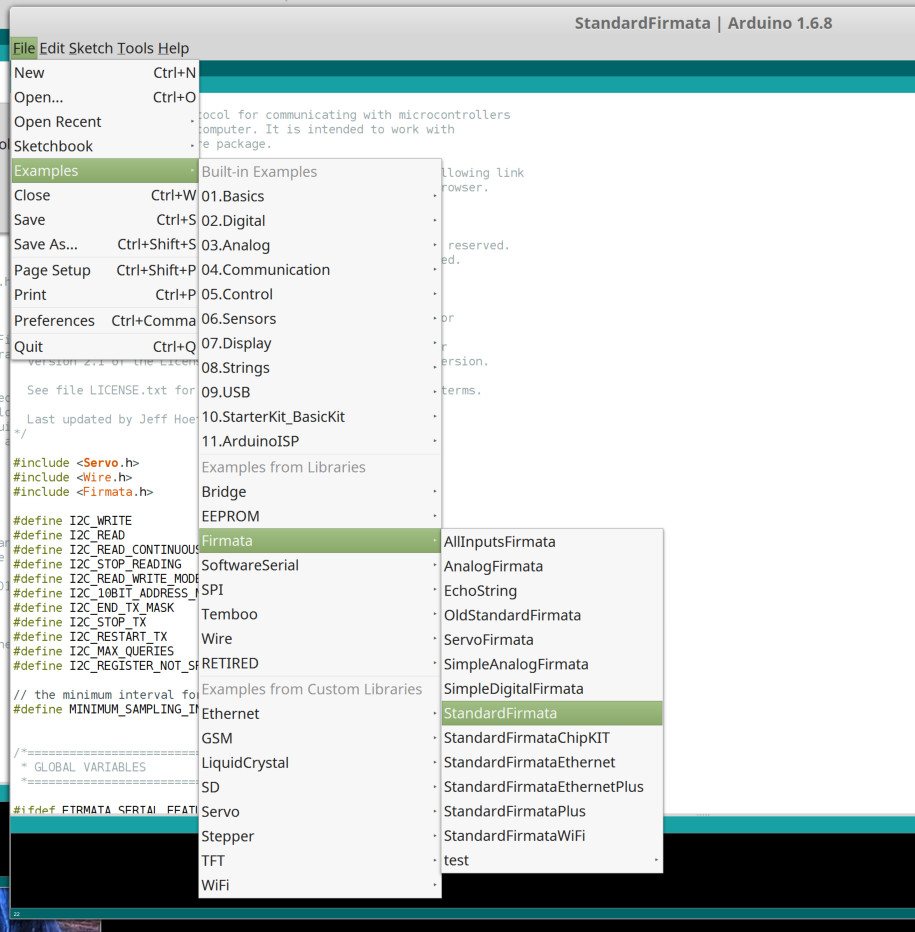 StandardFirmata | Arduino 1.6.8
File Edit Sketch Tools Help
New Ctrl+N
Open... Ctrl+O
Open Recent
Sketchbook
Examples
Close Ctrl+W
Save Ctrl+S
Save As... Ctrl+Shift+S
Page Setup Ctrl+Shift+P
Print Ctrl+P
Preferences Ctrl+Comma
Quit Ctrl+Q
Built-in Examples
01.Basics
02.Digital
03.Analog
04.Communication
05.Control
06.Sensors
07.Display
08.Strings
09.USB
10.StarterKit_BasicKit
11.ArduinoISP
Examples from Libraries
Bridge
EEPROM
Firmata
SoftwareSerial
SPI
Temboo
Wire
RETIRED
Examples from Custom Libraries
Ethernet
GSM
LiquidCrystal
SD
Servo
Stepper
TFT
WiFi
AllInputsFirmata
AnalogFirmata
EchoString
OldStandardFirmata
ServoFirmata
SimpleAnalogFirmata
SimpleDigitalFirmata
StandardFirmata
StandardFirmataChipKIT
StandardFirmataEthernet
StandardFirmataEthernetPlus
StandardFirmataPlus
StandardFirmataWiFi
test
ocol for communicating with microcontrollers
computer. It is intended to work with
re package.
llowing link
rowser.
reserved.
ed.
or
r
version 2.1 of the Licen
ersion.
See file LICENSE.txt for
terms.
Last updated by Jeff Hoe
*/
#include <Servo.h>
#include <Wire.h>
#include <Firmata.h>
#define I2C_WRITE
#define I2C_READ
#define I2C_READ_CONTINUOUS
#define I2C_STOP_READING
#define I2C_READ_WRITE_MODE
#define I2C_10BIT_ADDRESS_M
#define I2C_END_TX_MASK
#define I2C_STOP_TX
#define I2C_RESTART_TX
#define I2C_MAX_QUERIES
#define I2C_REGISTER_NOT_SP
// the minimum interval fo
#define MINIMUM_SAMPLING_IN
/*=========================
* GLOBAL VARIABLES
*=========================
#ifdef FIRMATA_SERIAL_FEAT
22